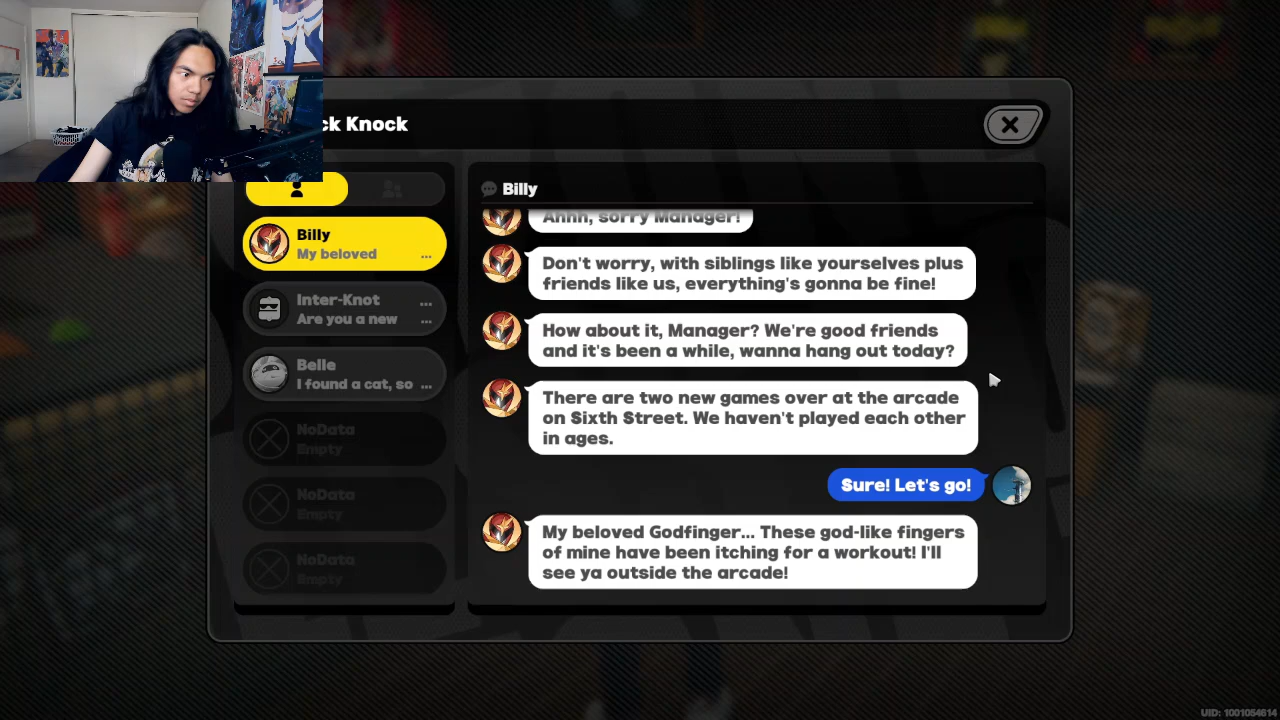 ck Knock
Billy
My beloved ...
Inter-Knot ...
Are you a new ...
Belle
I found a cat, so ...
NoData
Empty
NoData
Empty
NoData
Empty
Billy
Ahhh, sorry Manager!
Don't worry, with siblings like yourselves plus
friends like us, everything's gonna be fine!
How about it, Manager? We're good friends
and it's been a while, wanna hang out today?
There are two new games over at the arcade
on Sixth Street. We haven't played each other
in ages.
Sure! Let's go!
My beloved Godfinger... These god-like fingers
of mine have been itching for a workout! I'll
see ya outside the arcade!
UID: 1001054614